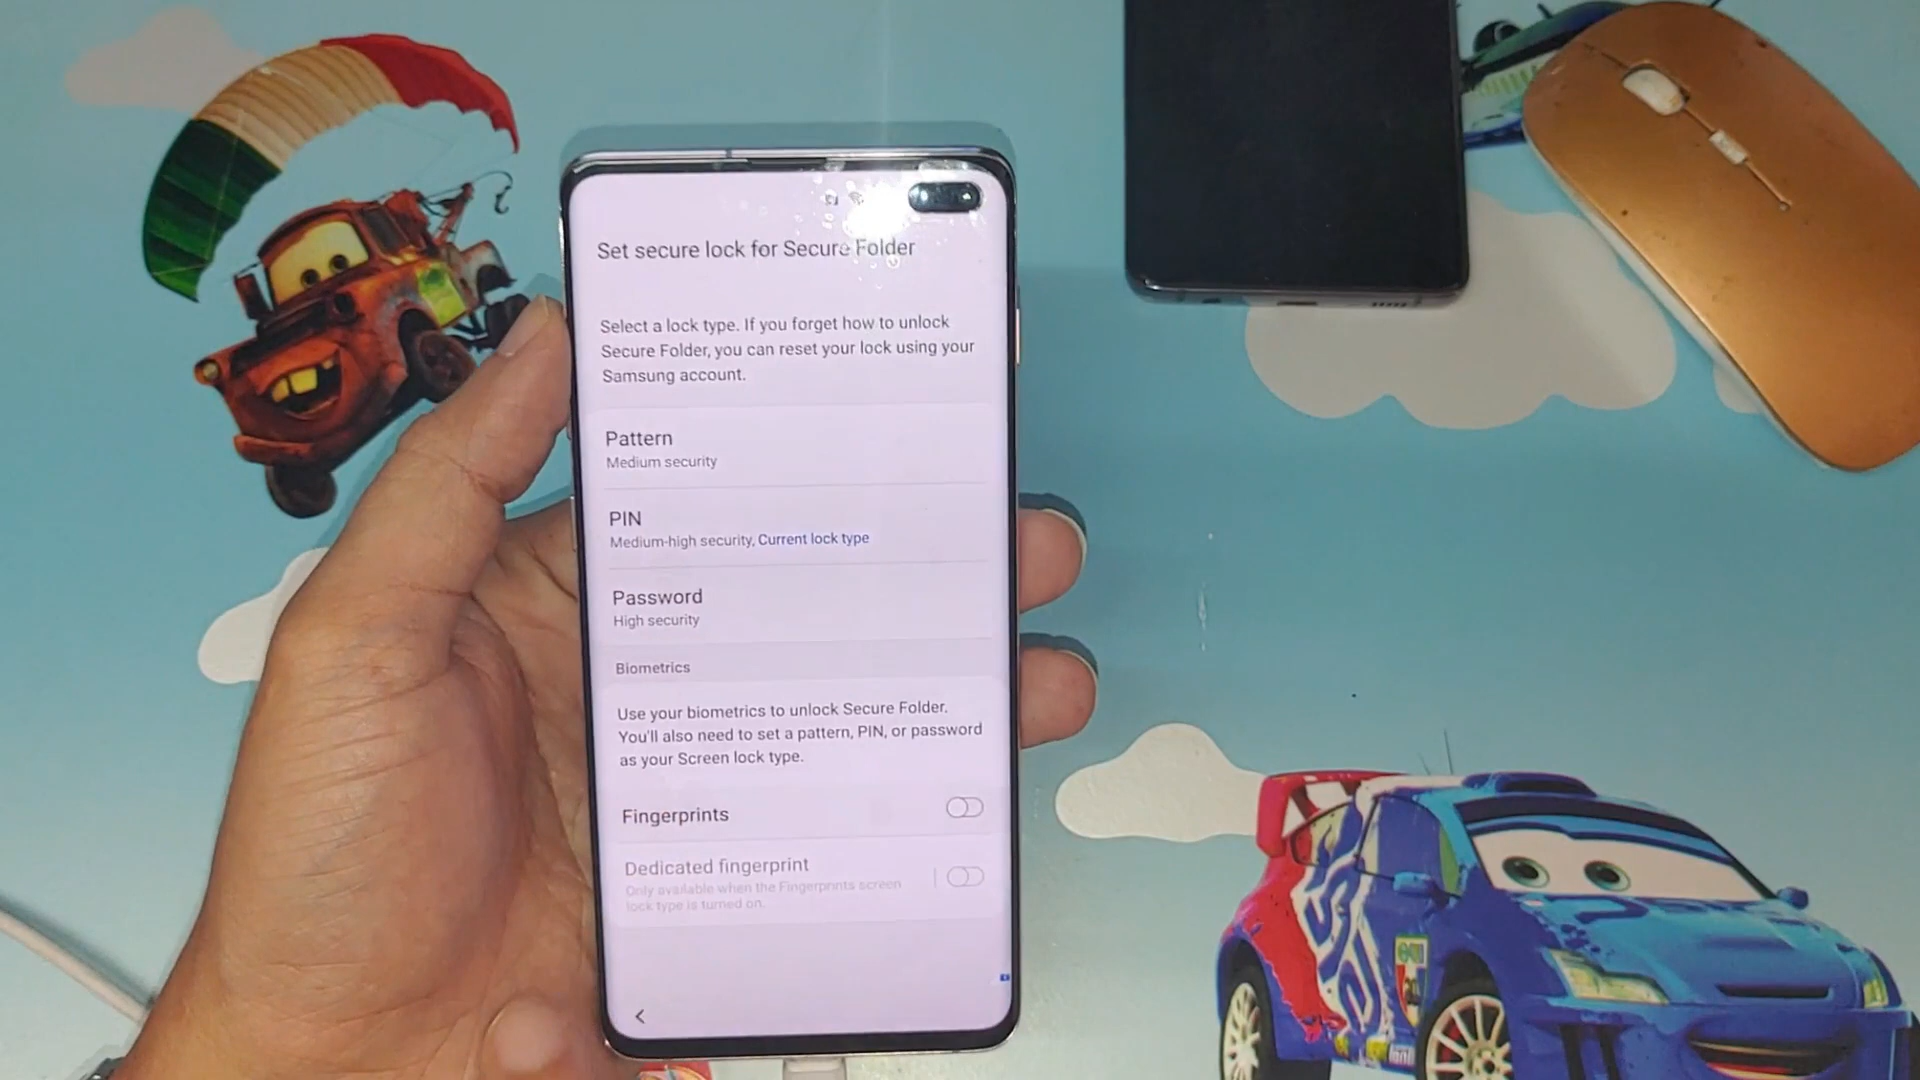 Set secure lock for Secure Folder
Select a lock type. If you forget how to unlock
Secure Folder, you can reset your lock using your
Samsung account.
Pattern
Medium security
PIN
Medium-high security, Current lock type
Password
High security
Biometrics
Use your biometrics to unlock Secure Folder.
You'll also need to set a pattern, PIN, or password
as your Screen lock type.
Fingerprints
Dedicated fingerprint
Only available when the Fingerprints screen
lock type is turned on.